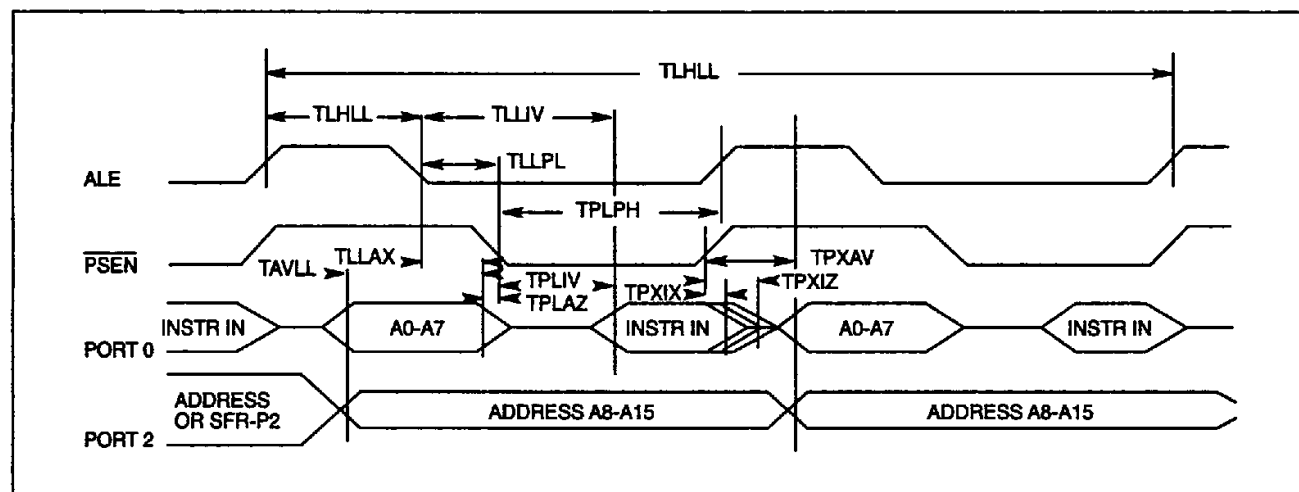 TLHLL
TLHLL
TLLIV
TLLPL
ALE
TPLPH
PSEN
TLLAX
TPXAV
TAVLL
TPLIV
TPXIZ
TPXIX
TPLAZ
INSTR IN
A0-A7
INSTR IN
A0-A7
INSTR IN
PORT 0
ADDRESS
OR SFR-P2
ADDRESS A8-A15
ADDRESS A8-A15
PORT 2